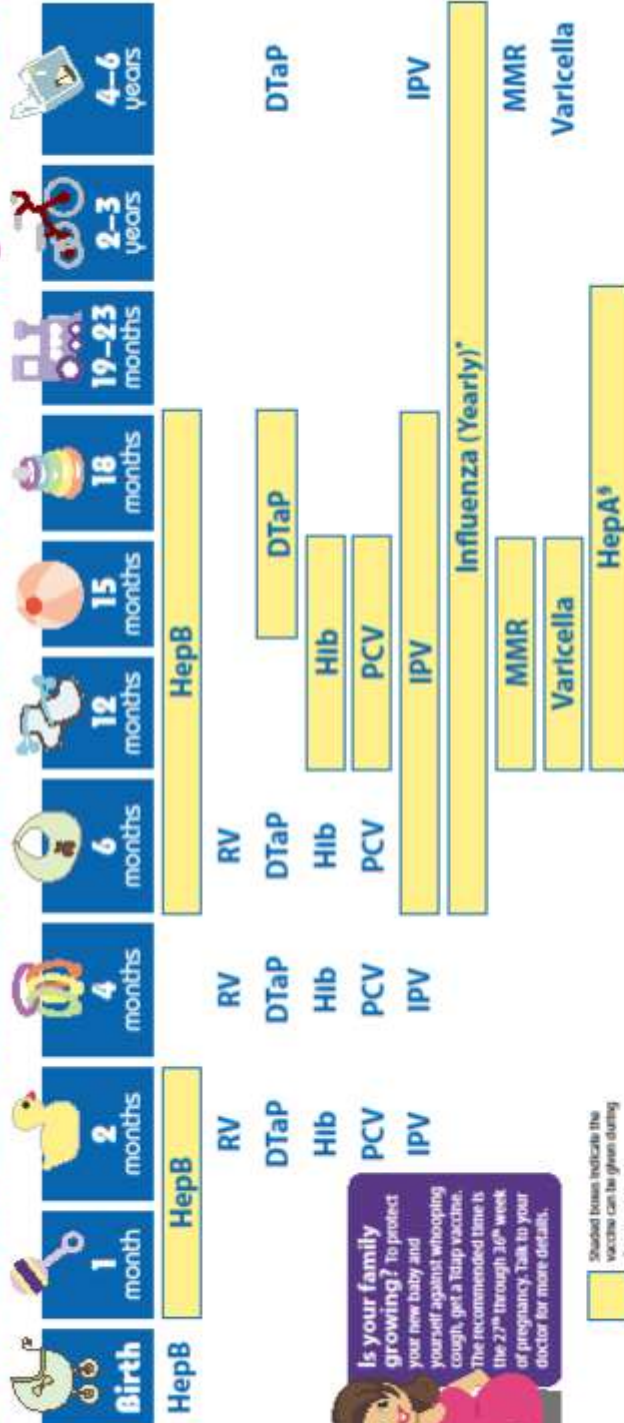 Birth
1
month
2
months
4
months
6
months
12
months
15
months
18
months
19–23
months
2–3
years
4–6
years
HepB
HepB
HepB
RV
RV
RV
DTaP
DTaP
DTaP
DTaP
DTaP
Hib
Hib
Hib
Hib
PCV
PCV
PCV
PCV
IPV
IPV
IPV
IPV
Influenza (Yearly)*
MMR
MMR
Varicella
Varicella
HepA§
Is your family
growing? To protect
your new baby and
yourself against whooping
cough, get a Tdap vaccine.
The recommended time is
the 27th through 36th week
of pregnancy. Talk to your
doctor for more details.
Shaded boxes indicate the
vaccine can be given during